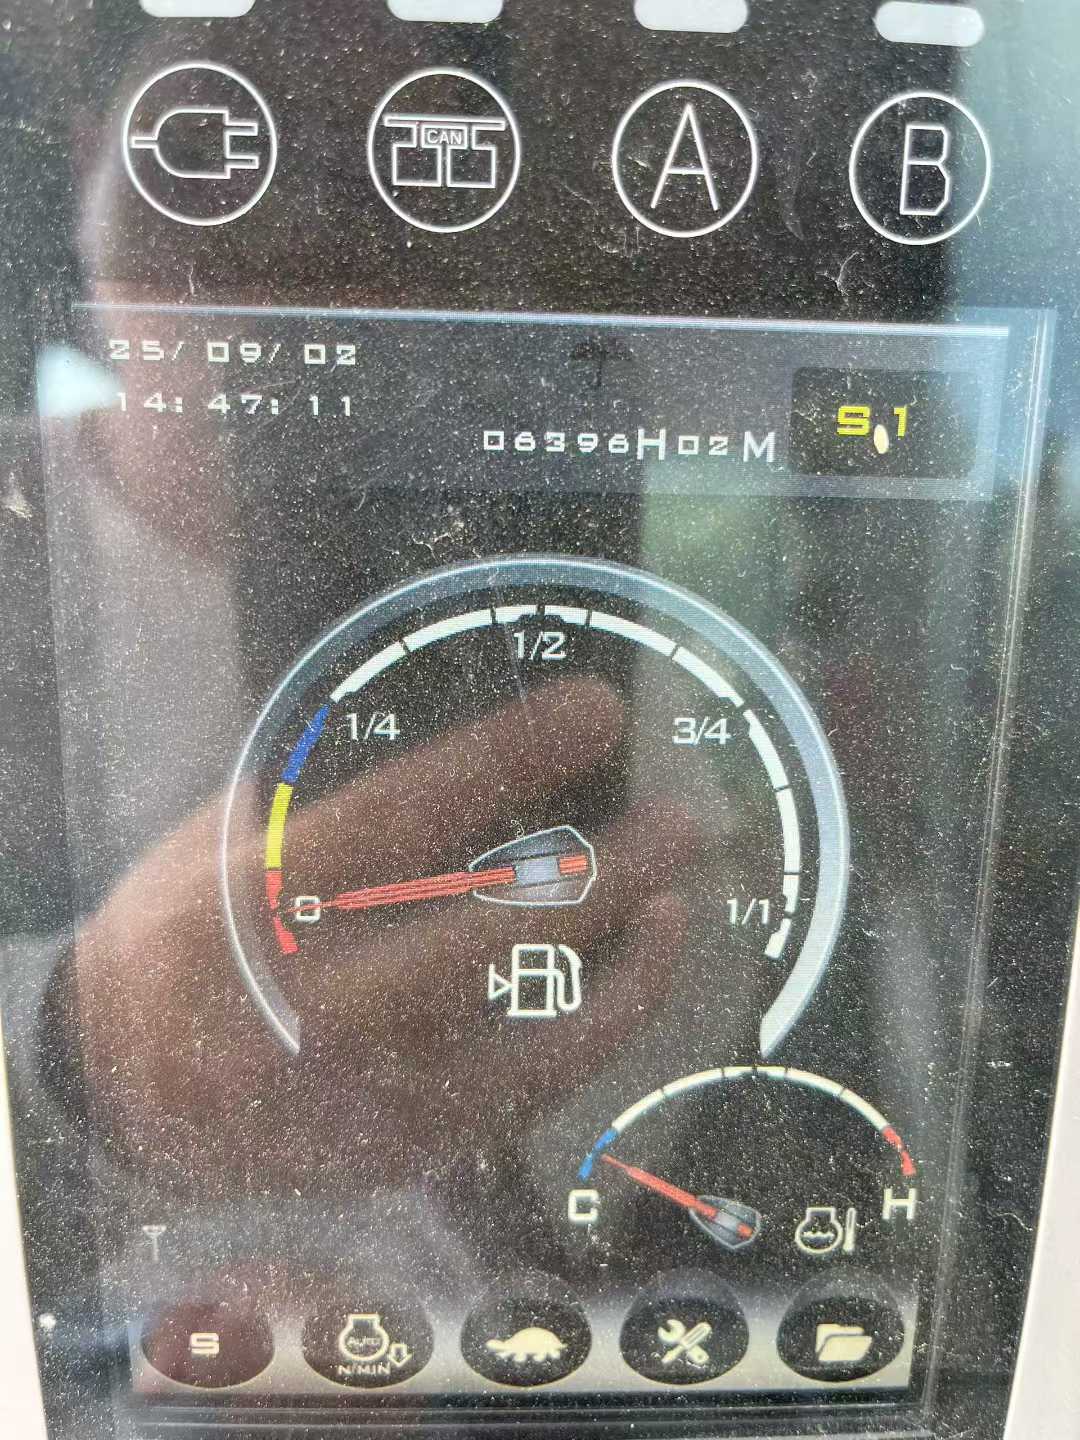 CAN
A
B
25/ 09/ 02
14: 47: 11
06396H02M
S.1
1/2
1/4
3/4
0
1/1
C
H
S
AUTO
N/MIN